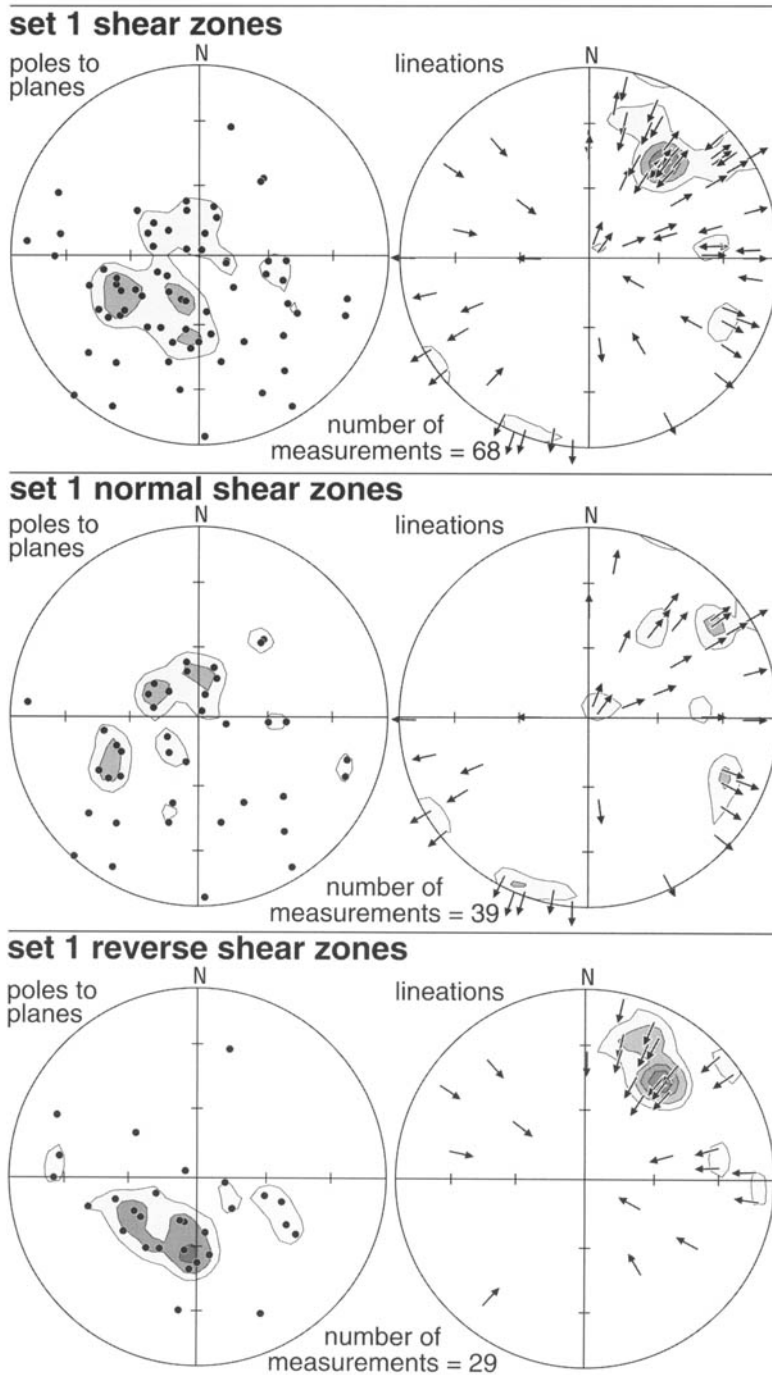 set 1 shear zones
poles to
planes
N
lineations
N
number of
measurements = 68
set 1 normal shear zones
poles to
planes
N
lineations
N
number of
measurements = 39
set 1 reverse shear zones
poles to
planes
N
lineations
N
number of
measurements = 29